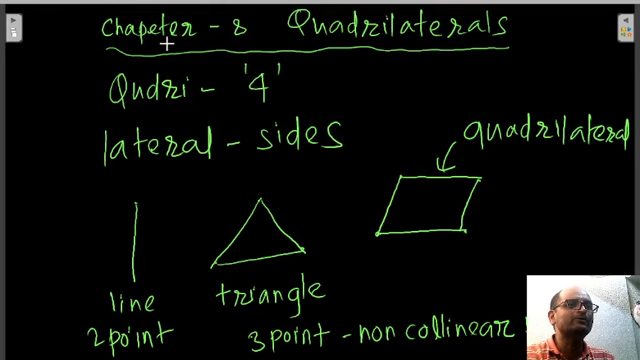 Chapeter - 8 Quadrilaterals
Qudri - '4'
lateral - sides
quadrilateral
line
triangle
2 point
3 point - non collinear